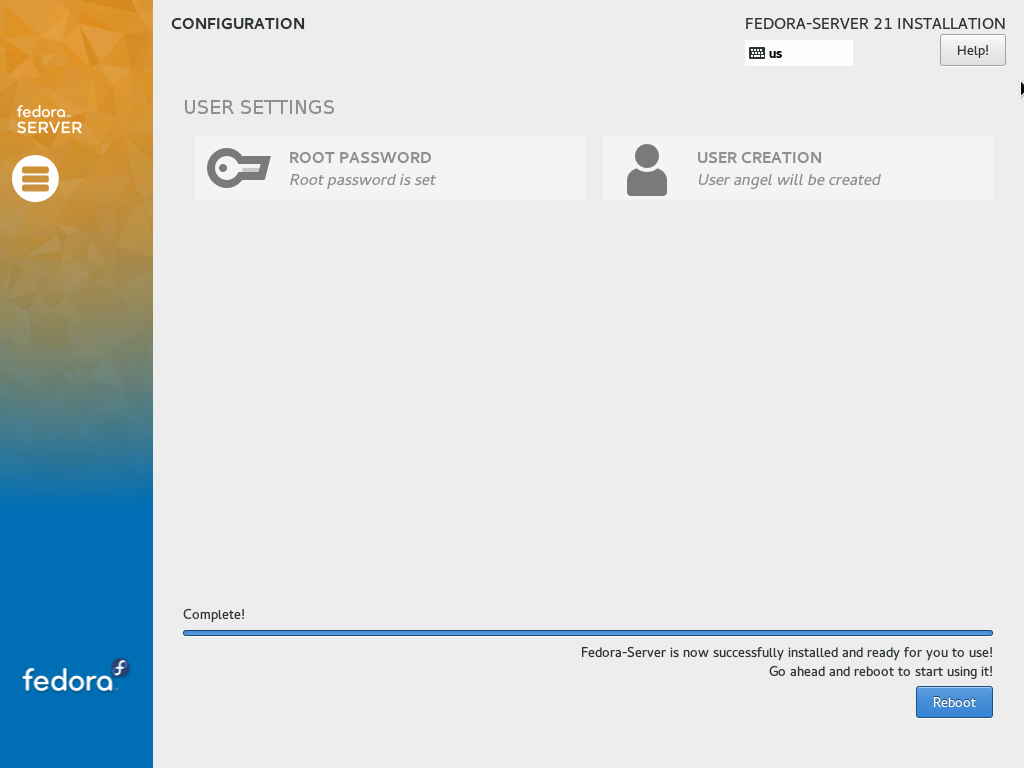 CONFIGURATION
FEDORA-SERVER 21 INSTALLATION
us
Help!
fedora
SERVER
USER SETTINGS
ROOT PASSWORD
Root password is set
USER CREATION
User angel will be created
Complete!
Fedora-Server is now successfully installed and ready for you to use!
Go ahead and reboot to start using it!
Reboot
fedora